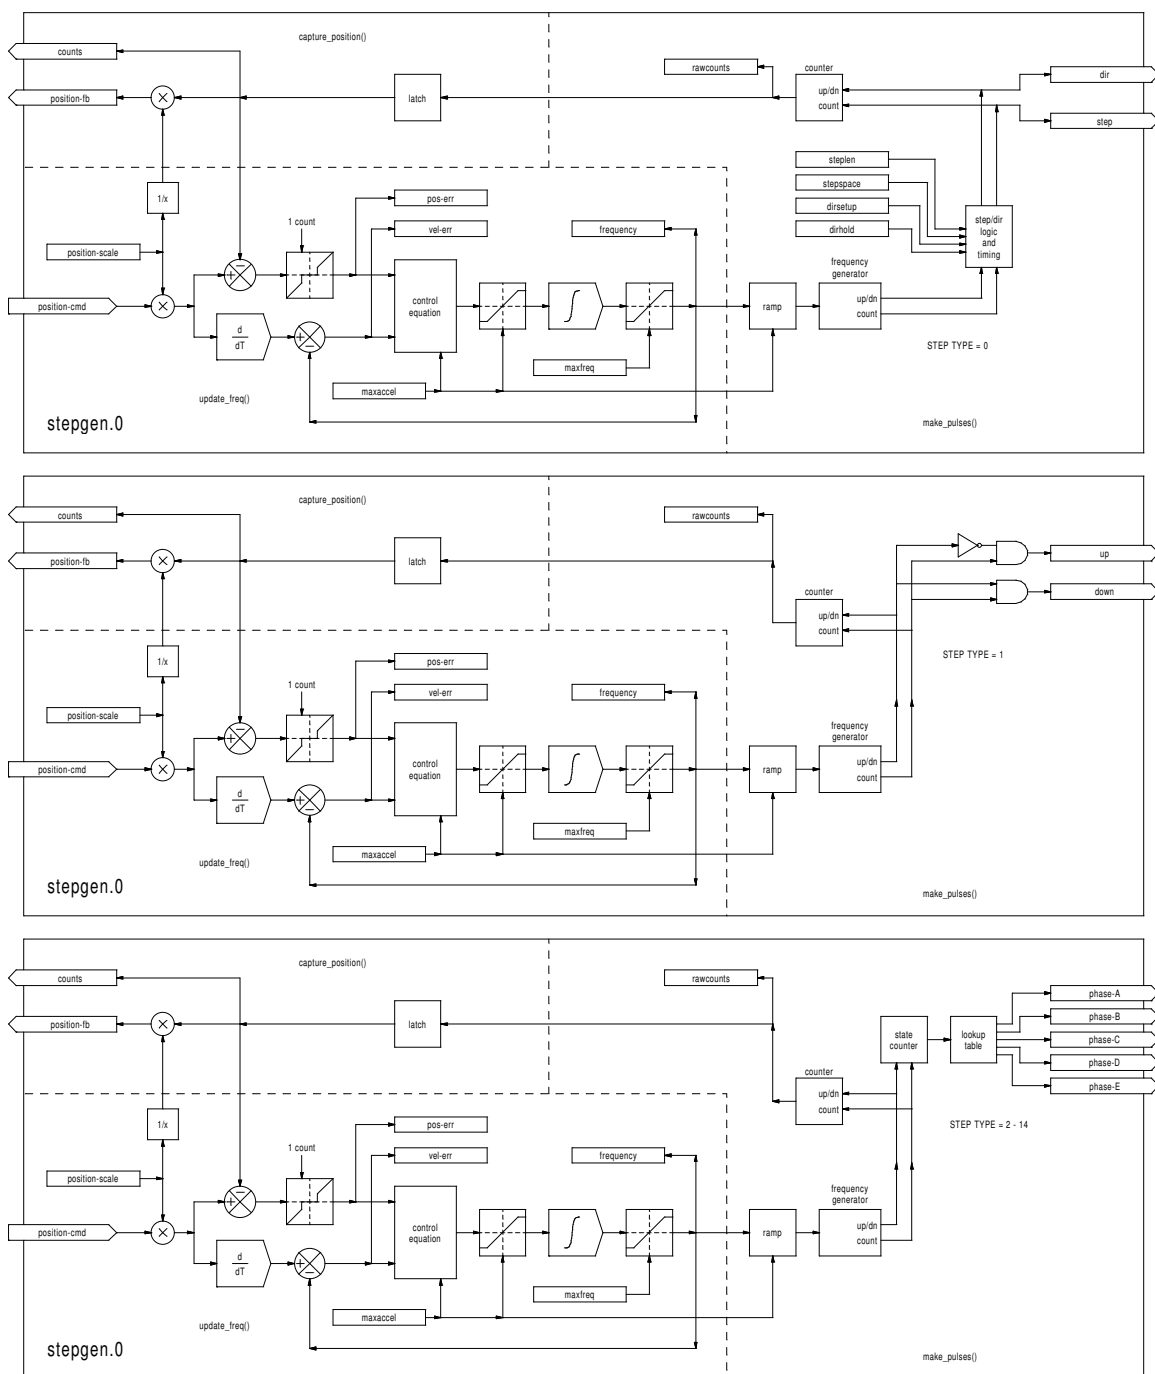 capture_position()
counts
rawcounts
counter
dir
position-fb
latch
up/dn
count
step
steplen
1/x
pos-err
stepspace
1 count
vel-err
frequency
dirsetup
step/dir
logic
and
timing
position-scale
dirhold
frequency
generator
position-cmd
control
equation
ramp
up/dn
count
d
dT
STEP TYPE = 0
maxfreq
maxaccel
update_freq()
stepgen.0
make_pulses()
capture_position()
counts
rawcounts
up
position-fb
latch
counter
down
up/dn
count
1/x
pos-err
STEP TYPE = 1
1 count
vel-err
frequency
position-scale
frequency
generator
position-cmd
control
equation
ramp
up/dn
count
d
dT
maxfreq
maxaccel
update_freq()
stepgen.0
make_pulses()
capture_position()
counts
rawcounts
phase-A
phase-B
position-fb
latch
state
counter
lookup
table
phase-C
phase-D
counter
phase-E
up/dn
count
1/x
pos-err
STEP TYPE = 2 - 14
1 count
vel-err
frequency
position-scale
frequency
generator
position-cmd
control
equation
ramp
up/dn
count
d
dT
maxfreq
maxaccel
update_freq()
stepgen.0
make_pulses()